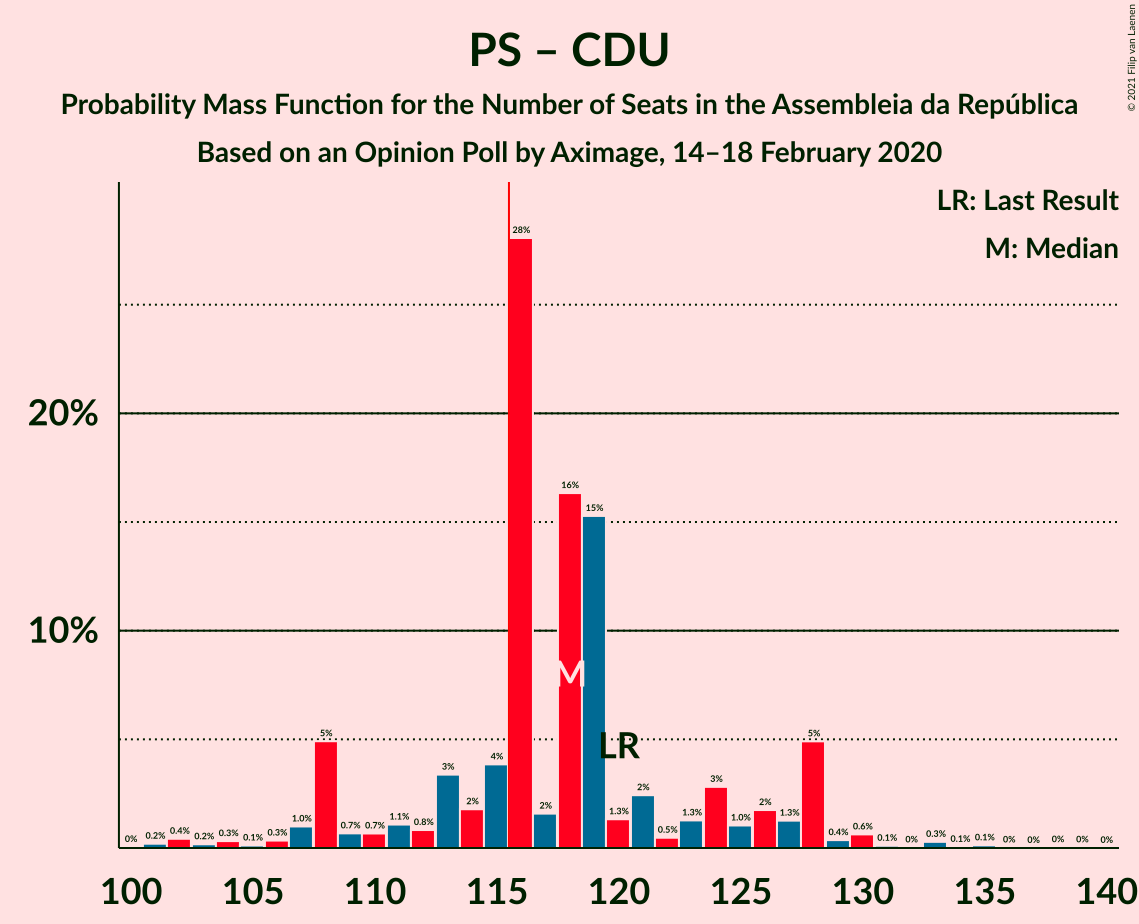 PS – CDU
Probability Mass Function for the Number of Seats in the Assembleia da República
Based on an Opinion Poll by Aximage, 14–18 February 2020
© 2021 Filip van Laenen
LR: Last Result
M: Median
20%
10%
0% 0.2% 0.4% 0.2% 0.3% 0.1% 0.3% 1.0% 5% 0.7% 0.7% 1.1% 0.8% 3% 2% 4% 28% 2% 16% 15% 1.3% 2% 0.5% 1.3% 3% 1.0% 2% 1.3% 5% 0.4% 0.6% 0.1% 0% 0.3% 0.1% 0.1% 0% 0% 0% 0% 0%
M
LR
100 105 110 115 120 125 130 135 140